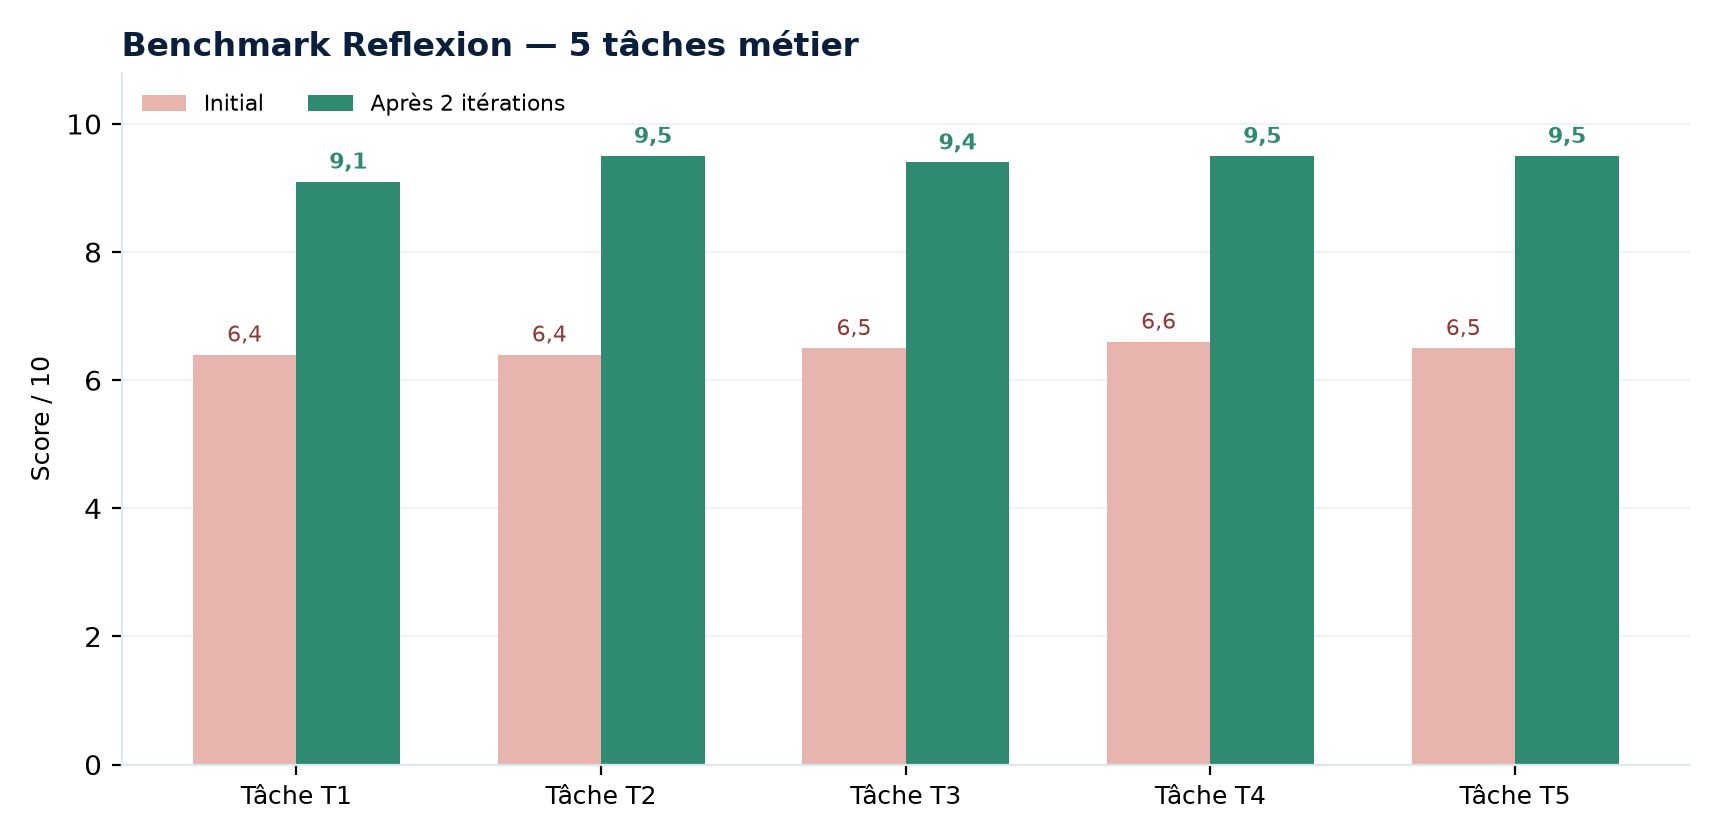 Benchmark Reflexion — 5 tâches métier
Initial
Après 2 itérations
Score / 10
10
8
6
4
2
0
6,4
9,1
6,4
9,5
6,5
9,4
6,6
9,5
6,5
9,5
Tâche T1
Tâche T2
Tâche T3
Tâche T4
Tâche T5